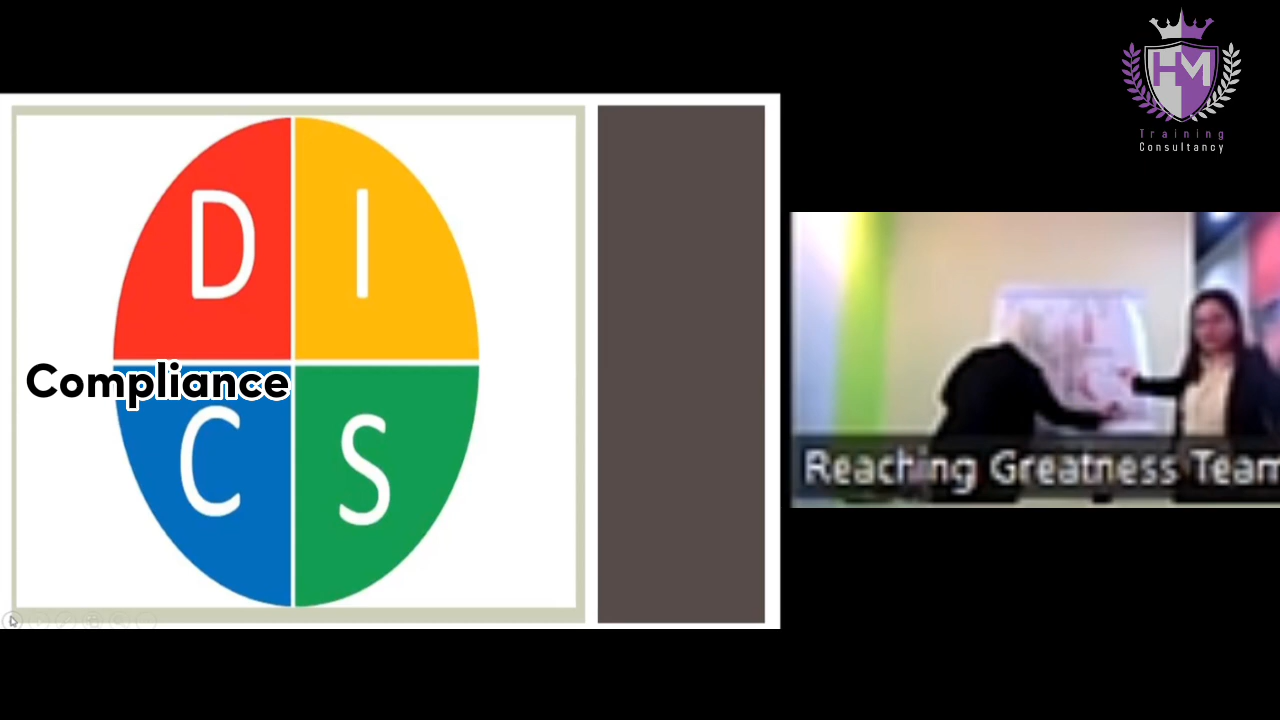 D I
Compliance
C S
HM
Training
Consultancy
Reaching Greatness Team